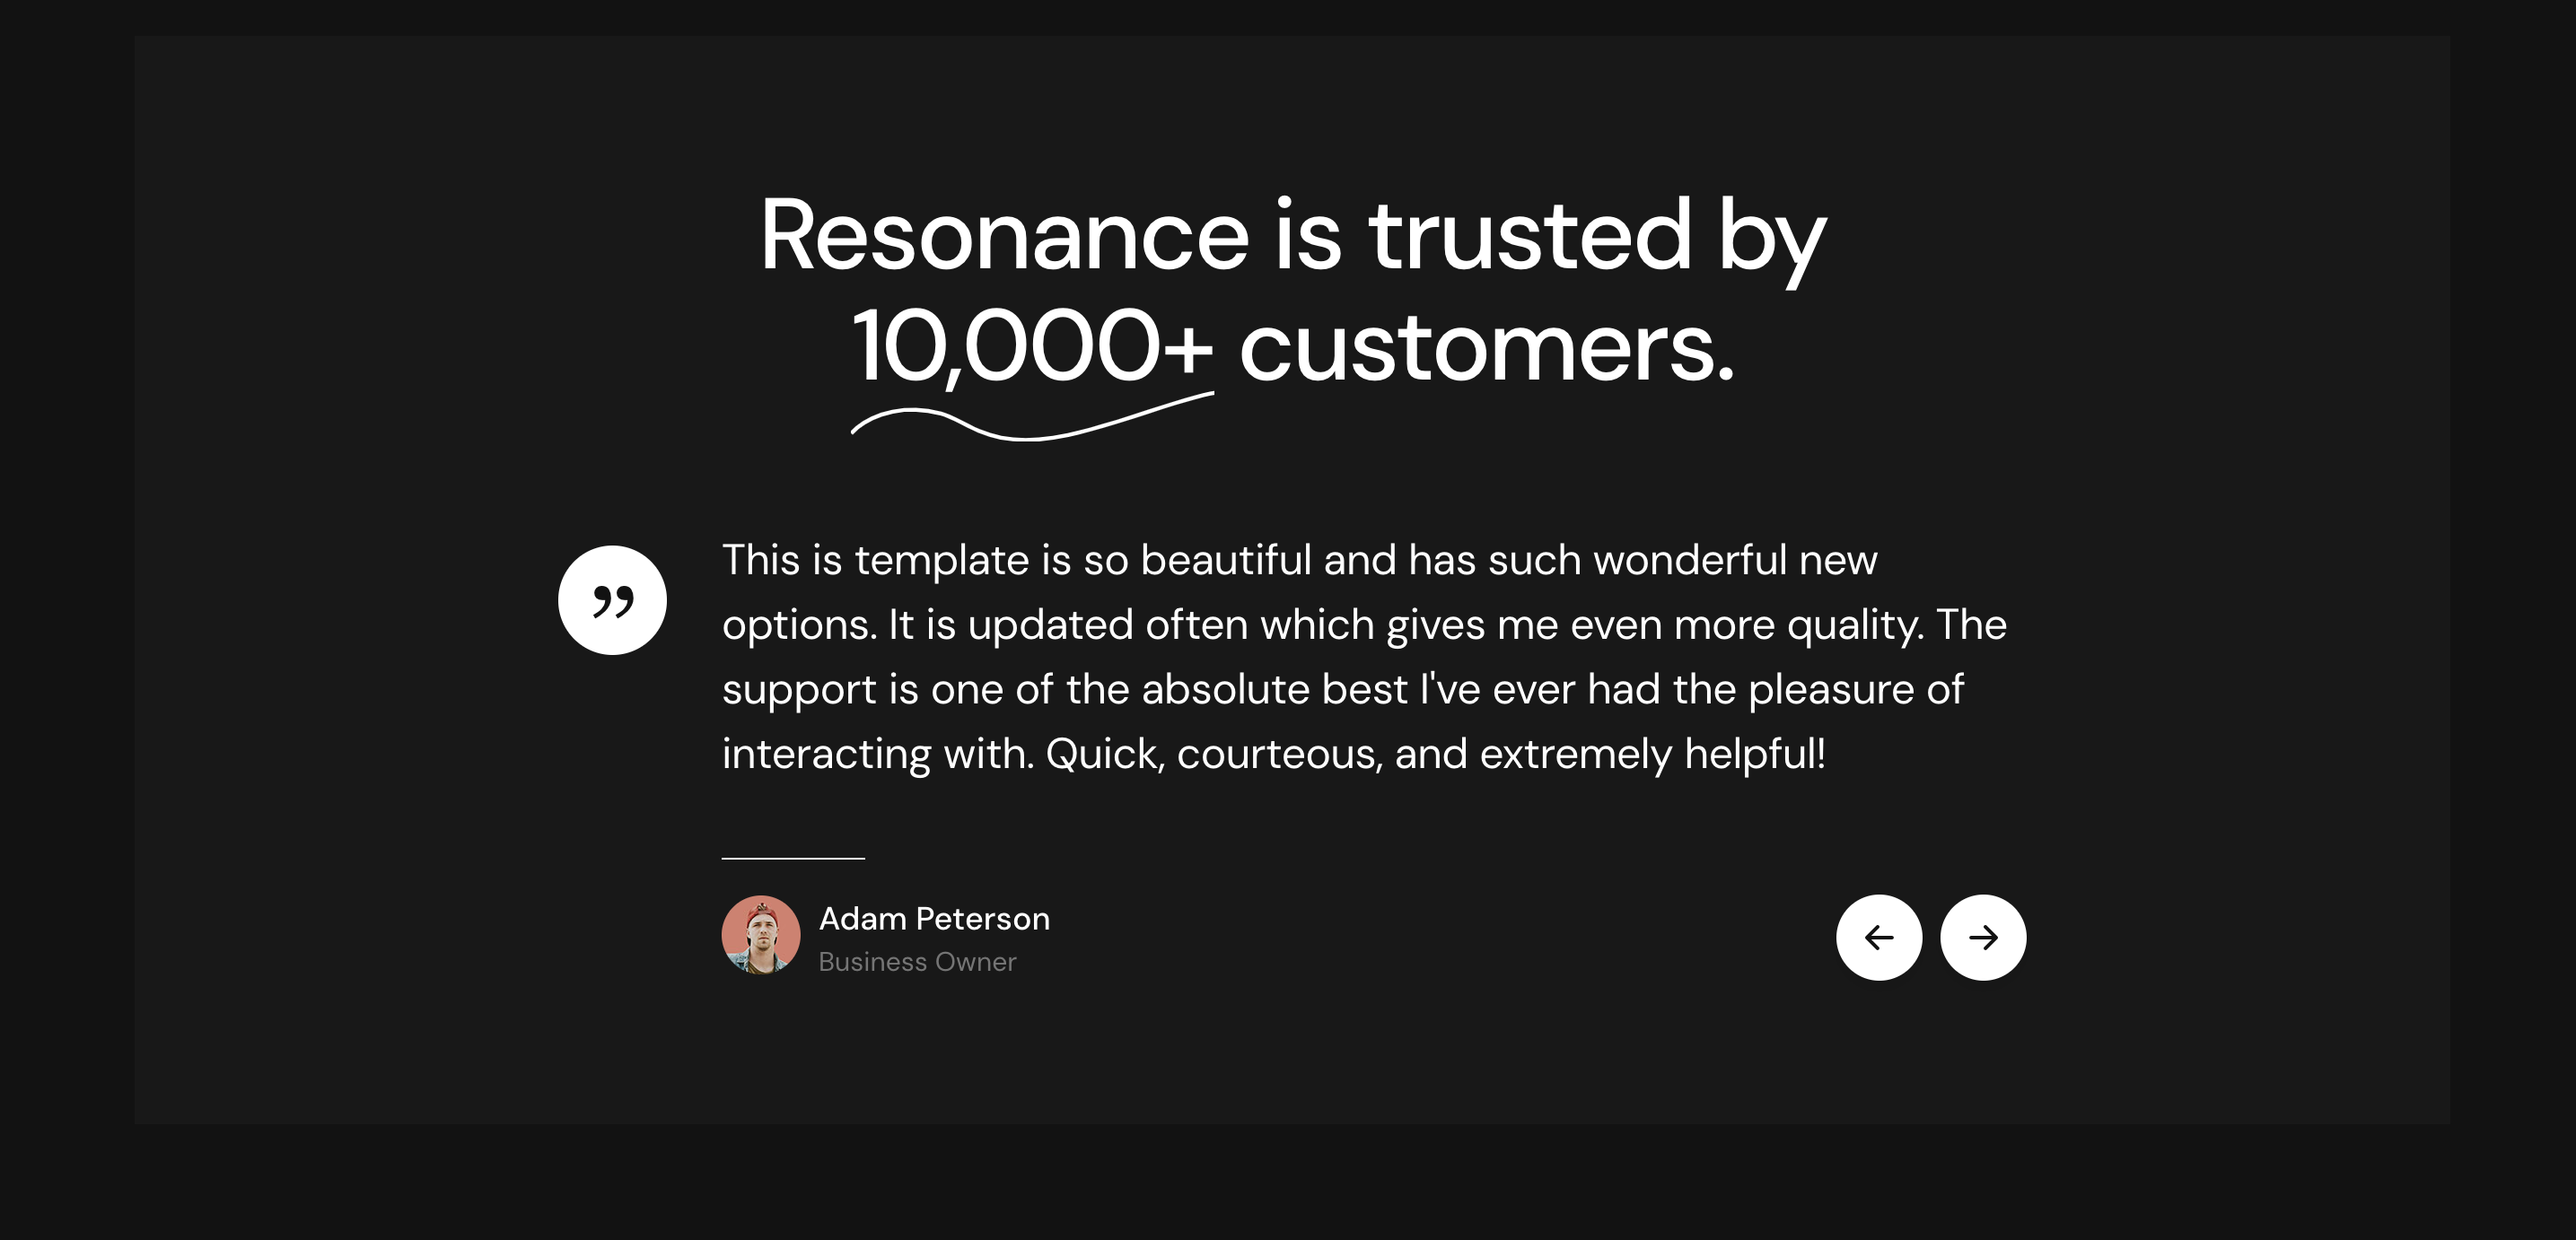 Resonance is trusted by
10,000+ customers.
This is template is so beautiful and has such wonderful new
options. It is updated often which gives me even more quality. The
support is one of the absolute best I've ever had the pleasure of
interacting with. Quick, courteous, and extremely helpful!
Adam Peterson
Business Owner